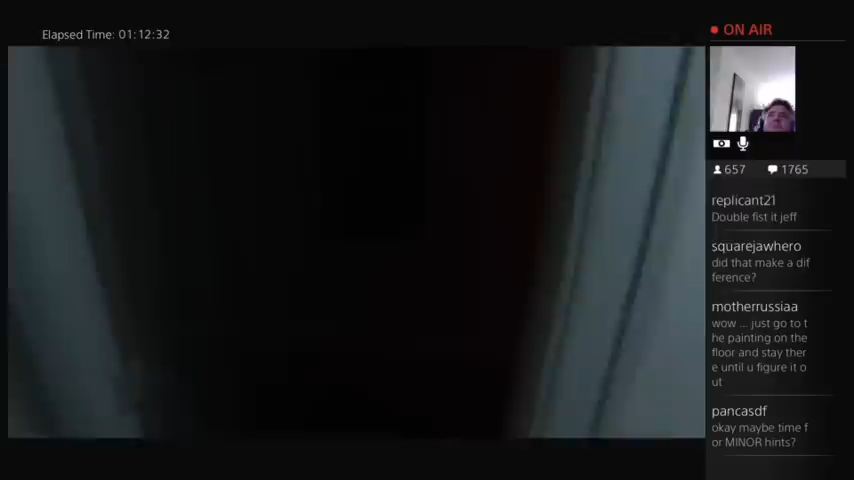 Elapsed Time: 01:12:32
ON AIR
657 1765
replicant21
Double fist it jeff
squarejawhero
did that make a dif
ference?
motherrussiaa
wow ... just go to t
he painting on the
floor and stay ther
e until u figure it o
ut
pancasdf
okay maybe time f
or MINOR hints?